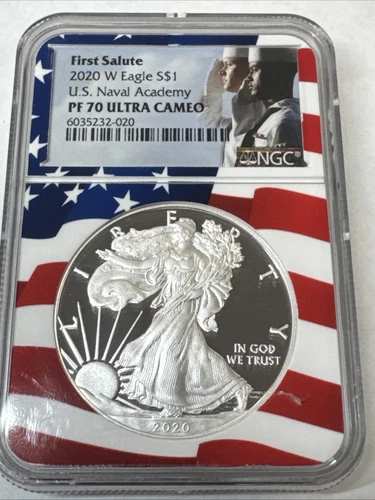 First Salute
2020 W Eagle S$1
U.S. Naval Academy
PF 70 ULTRA CAMEO
6035232-020
NGC
LIBERTY
IN GOD
WE TRUST
2020